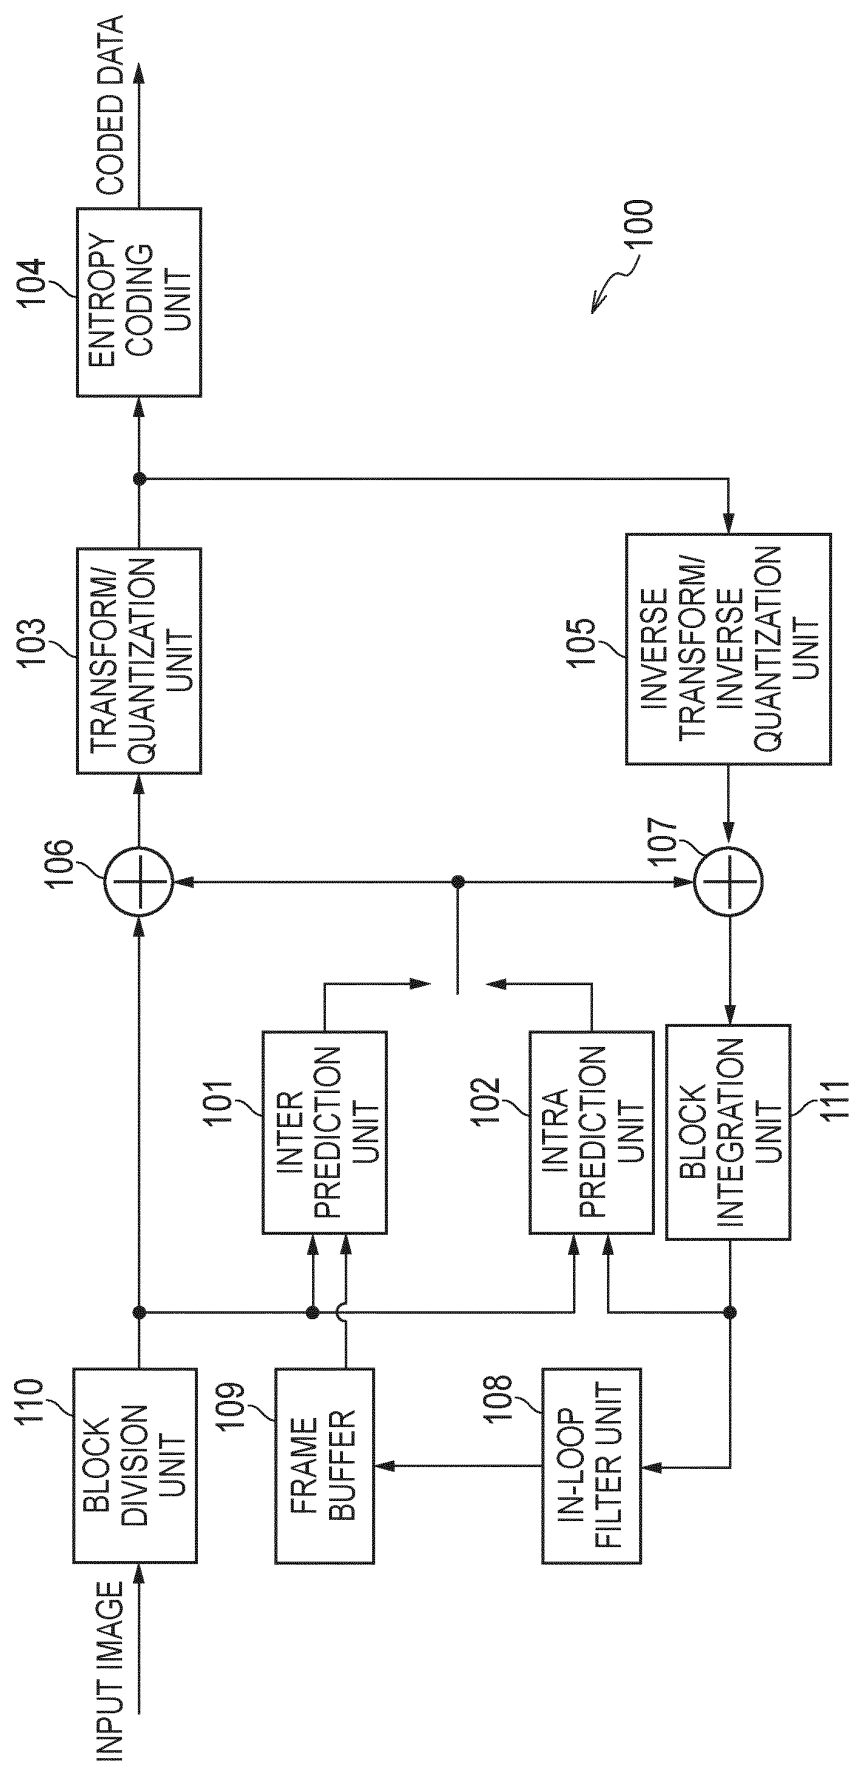 INPUT IMAGE
110
BLOCK
DIVISION
UNIT
106
103
TRANSFORM/
QUANTIZATION
UNIT
104
ENTROPY
CODING
UNIT
CODED DATA
109
FRAME
BUFFER
101
INTER
PREDICTION
UNIT
108
IN-LOOP
FILTER UNIT
102
INTRA
PREDICTION
UNIT
107
105
INVERSE
TRANSFORM/
INVERSE
QUANTIZATION
UNIT
100
BLOCK
INTEGRATION
UNIT
111